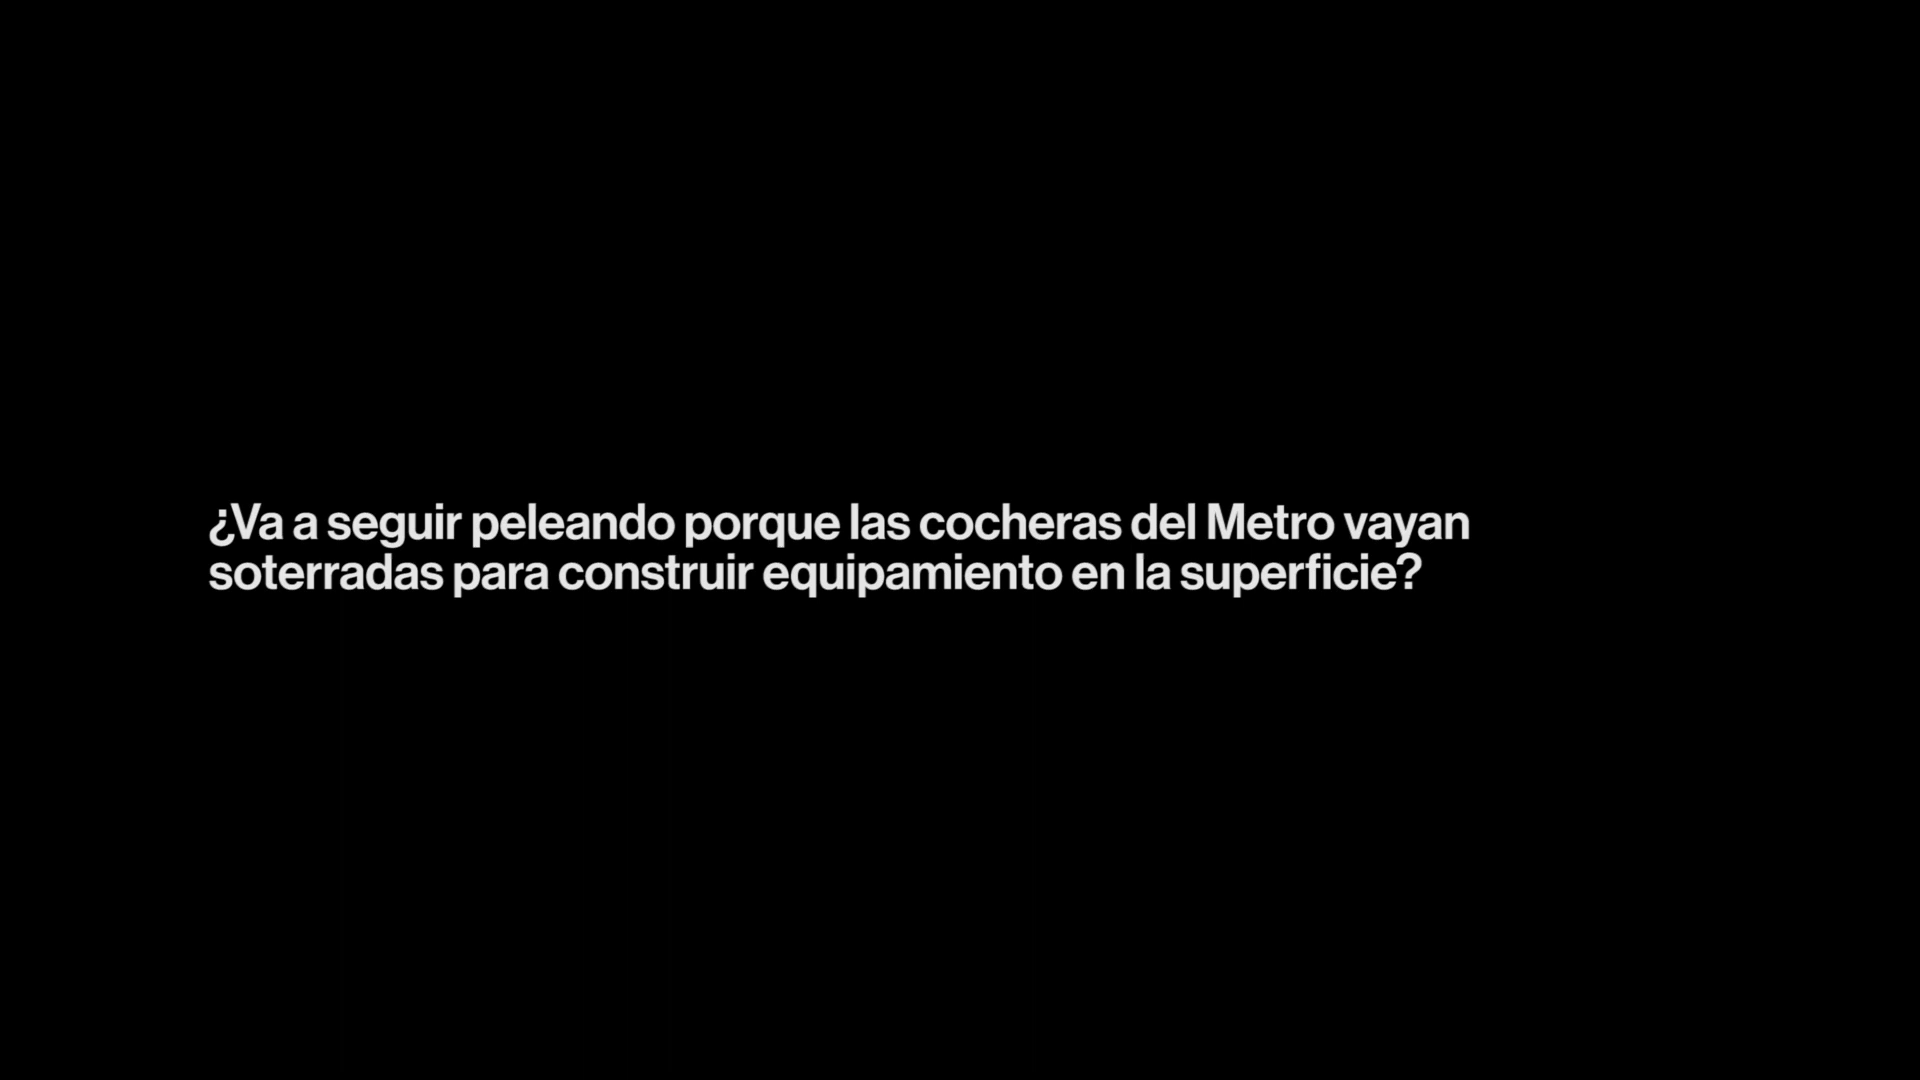 ¿Va a seguir peleando porque las cocheras del Metro vayan
soterradas para construir equipamiento en la superficie?